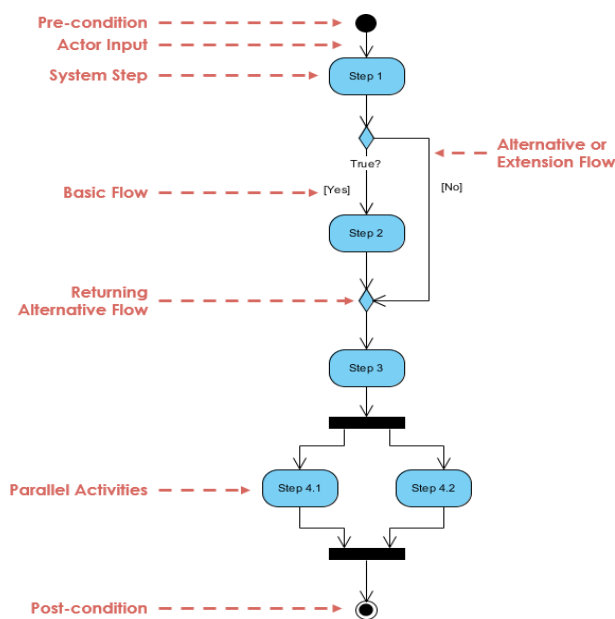 Pre-condition
Actor Input
System Step
Step 1
Alternative or
Extension Flow
True?
Basic Flow
[Yes]
[No]
Step 2
Returning
Alternative Flow
Step 3
Parallel Activities
Step 4.1
Step 4.2
Post-condition